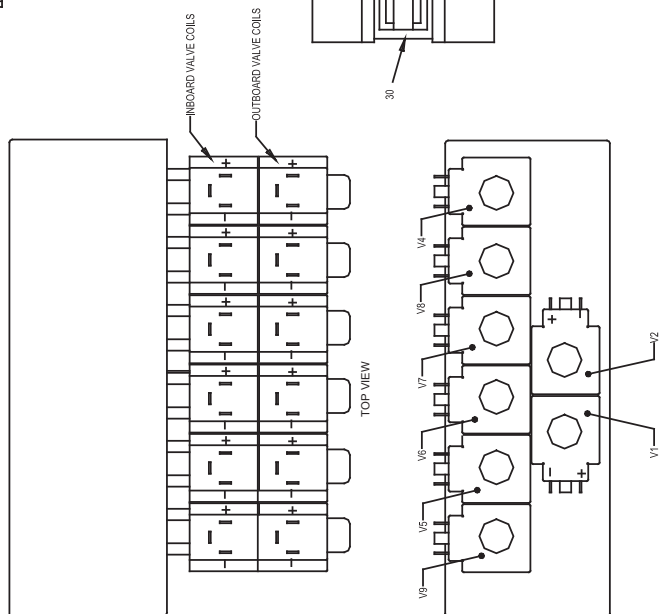 INBOARD VALVE COILS
OUTBOARD VALVE COILS
30
TOP VIEW
V4
V8
V7
V6
V5
V9
V2
V1